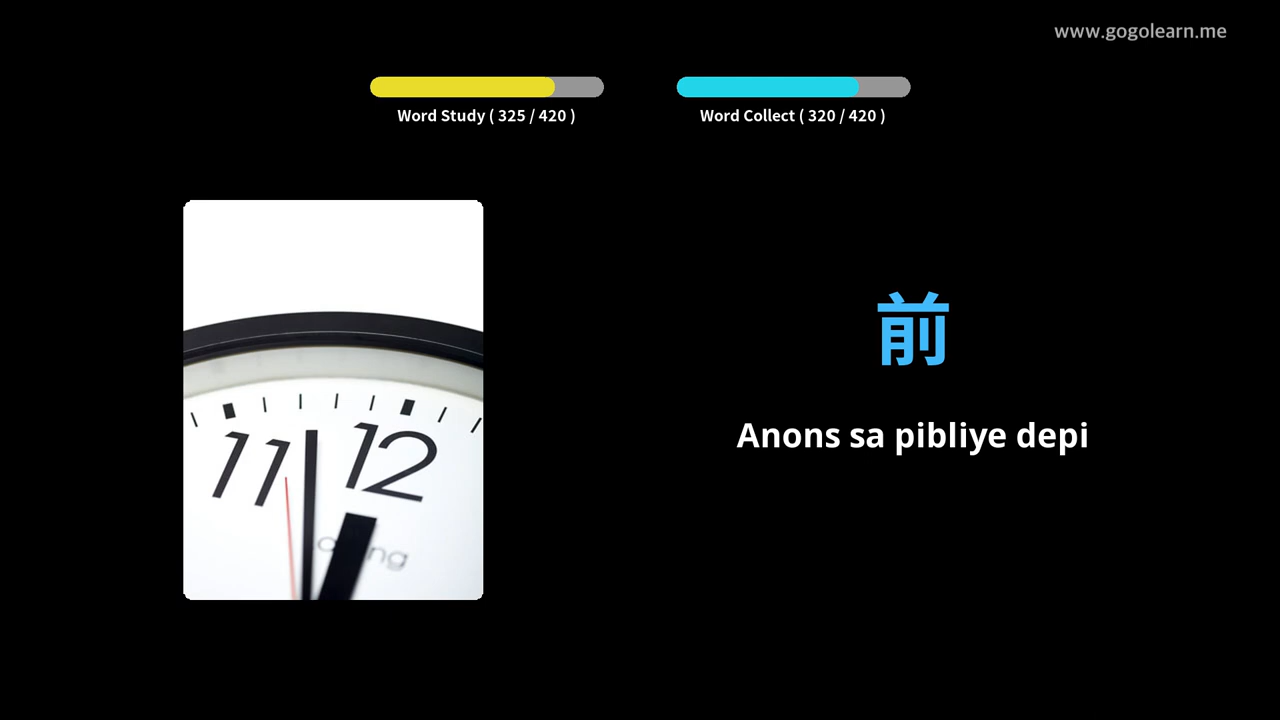 www.gogolearn.me
Word Study ( 325 / 420 )
Word Collect ( 320 / 420 )
11 12
前
Anons sa pibliye depi